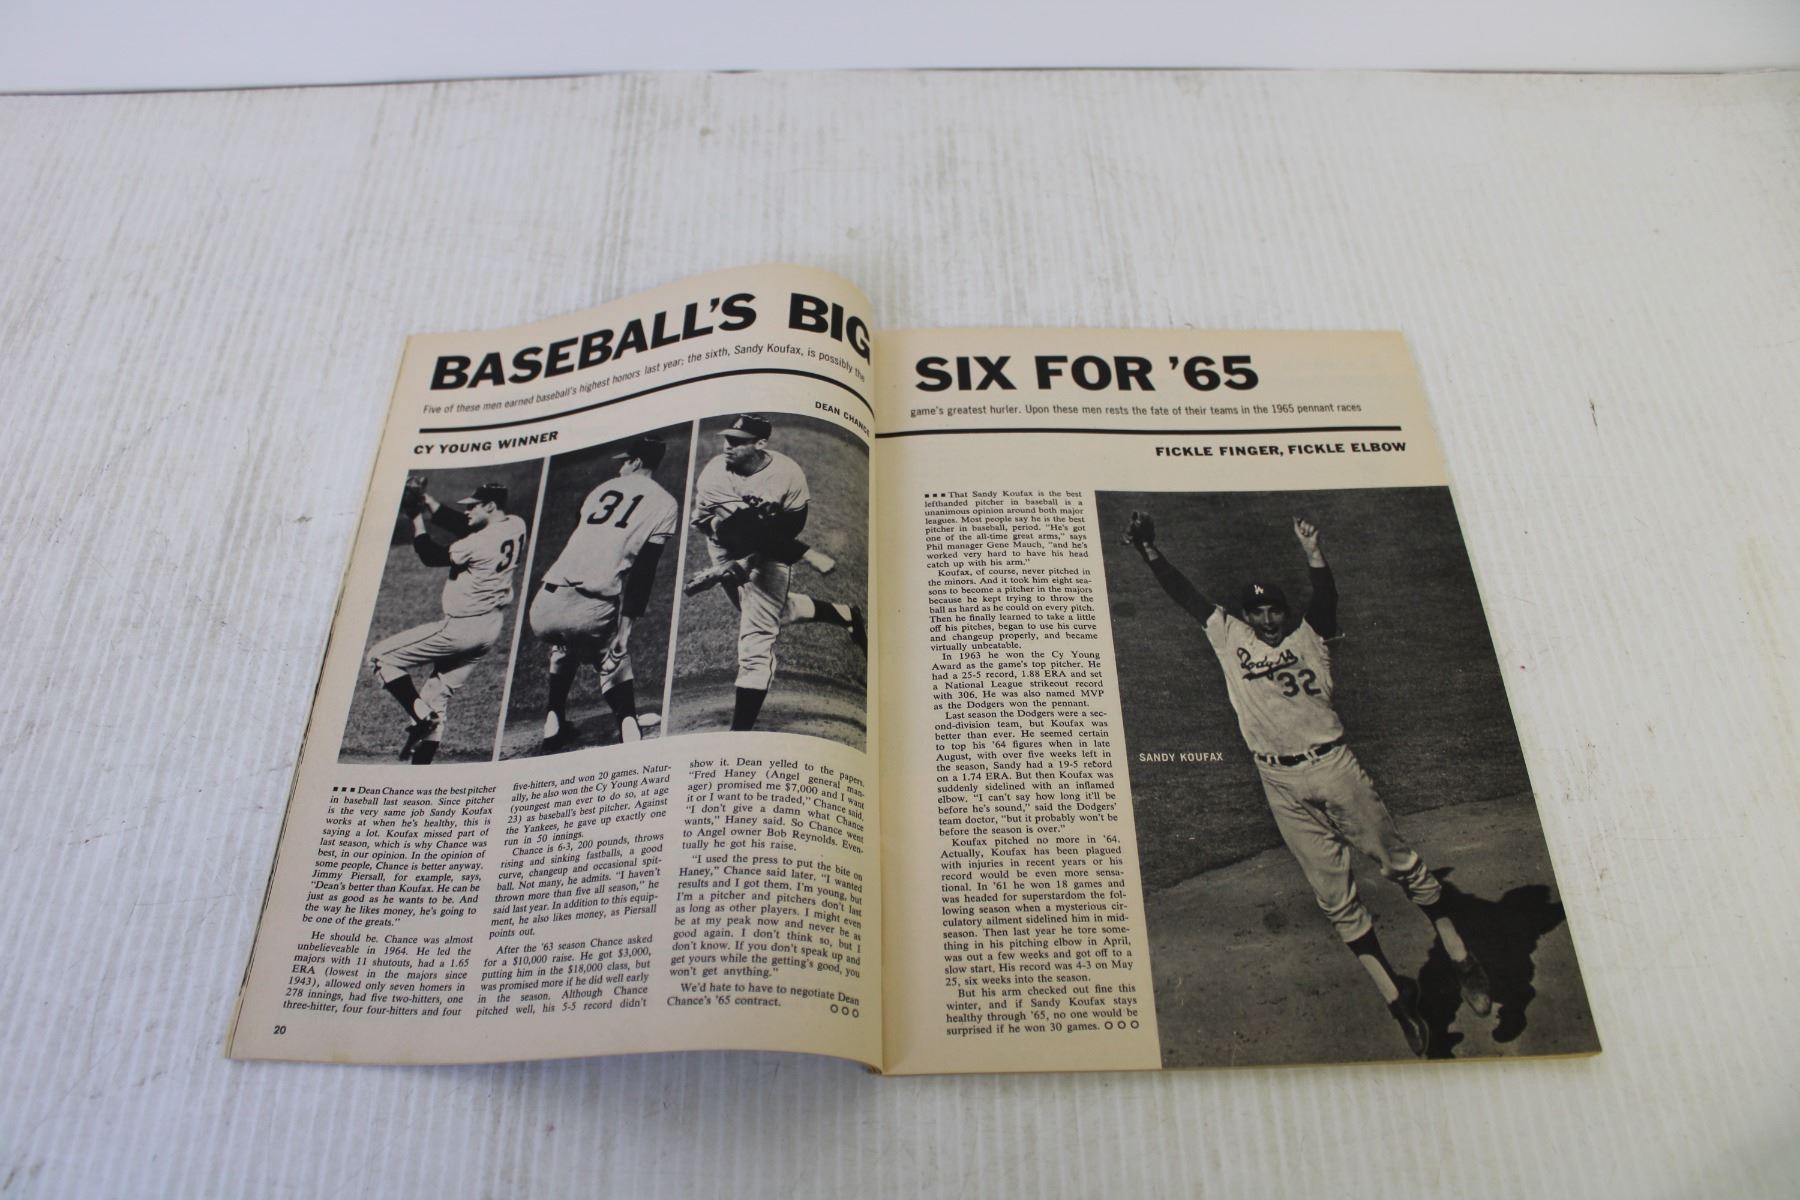 BASEBALL'S BIG
Five of these men earned baseball's highest honors last year; the sixth, Sandy Koufax, is possibly the
CY YOUNG WINNER
DEAN CHANCE
31
31
■ ■ ■ Dean Chance was the best pitcher
in baseball last season. Since pitcher
is the very same job Sandy Koufax
works at when he's healthy, this is
saying a lot. Koufax missed part of
last season, which is why Chance was
best, in our opinion. In the opinion of
some people, Chance is better anyway.
Jimmy Piersall, for example, says,
"Dean's better than Koufax. He can be
just as good as he wants to be. And
the way he likes money, he's going to
be one of the greats."
He should be. Chance was almost
unbelieveable in 1964. He led the
majors with 11 shutouts, had a 1.65
ERA (lowest in the majors since
1943), allowed only seven homers in
278 innings, had five two-hitters, one
three-hitter, four four-hitters and four
five-hitters, and won 20 games. Natur-
ally, he also won the Cy Young Award
(youngest man ever to do so, at age
23) as baseball's best pitcher. Against
the Yankees, he gave up exactly one
run in 50 innings.
Chance is 6-3, 200 pounds, throws
rising and sinking fastballs, a good
curve, changeup and occasional spit-
ball. Not many, he admits. "I haven't
thrown more than five all season," he
said last year. In addition to this equip-
ment, he also likes money, as Piersall
points out.
After the '63 season Chance asked
for a $10,000 raise. He got $3,000,
putting him in the $18,000 class, but
was promised more if he did well early
in the season. Although Chance
pitched well, his 5-5 record didn't
show it. Dean yelled to the papers.
"Fred Haney (Angel general man-
ager) promised me $7,000 and I want
it or I want to be traded," Chance said.
"I don't give a damn what Chance
wants," Haney said. So Chance went
to Angel owner Bob Reynolds. Even-
tually he got his raise.
"I used the press to put the bite on
Haney," Chance said later. "I wanted
results and I got them. I'm young, but
I'm a pitcher and pitchers don't last
as long as other players. I might even
be at my peak now and never be as
good again. I don't think so, but I
don't know. If you don't speak up and
get yours while the getting's good, you
won't get anything."
We'd hate to have to negotiate Dean
Chance's '65 contract. O O O
20
SIX FOR '65
game's greatest hurler. Upon these men rests the fate of their teams in the 1965 pennant races
FICKLE FINGER, FICKLE ELBOW
■ ■ ■ That Sandy Koufax is the best
lefthanded pitcher in baseball is a
unanimous opinion around both major
leagues. Most people say he is the best
pitcher in baseball, period. "He's got
one of the all-time great arms," says
Phil manager Gene Mauch, "and he's
worked very hard to have his head
catch up with his arm."
Koufax, of course, never pitched in
the minors. And it took him eight sea-
sons to become a pitcher in the majors
because he kept trying to throw the
ball as hard as he could on every pitch.
Then he finally learned to take a little
off his pitches, began to use his curve
and changeup properly, and became
virtually unbeatable.
In 1963 he won the Cy Young
Award as the game's top pitcher. He
had a 25-5 record, 1.88 ERA and set
a National League strikeout record
with 306. He was also named MVP
as the Dodgers won the pennant.
Last season the Dodgers were a sec-
ond-division team, but Koufax was
better than ever. He seemed certain
to top his '64 figures when in late
August, with over five weeks left in
the season, Sandy had a 19-5 record
on a 1.74 ERA. But then Koufax was
suddenly sidelined with an inflamed
elbow. "I can't say how long it'll be
before he's sound," said the Dodgers'
team doctor, "but it probably won't be
before the season is over."
Koufax pitched no more in '64.
Actually, Koufax has been plagued
with injuries in recent years or his
record would be even more sensa-
tional. In '61 he won 18 games and
was headed for superstardom the fol-
lowing season when a mysterious cir-
culatory ailment sidelined him in mid-
season. Then last year he tore some-
thing in his pitching elbow in April,
was out a few weeks and got off to a
slow start. His record was 4-3 on May
25, six weeks into the season.
But his arm checked out fine this
winter, and if Sandy Koufax stays
healthy through '65, no one would be
surprised if he won 30 games. O O O
LA
Dodgers
32
SANDY KOUFAX